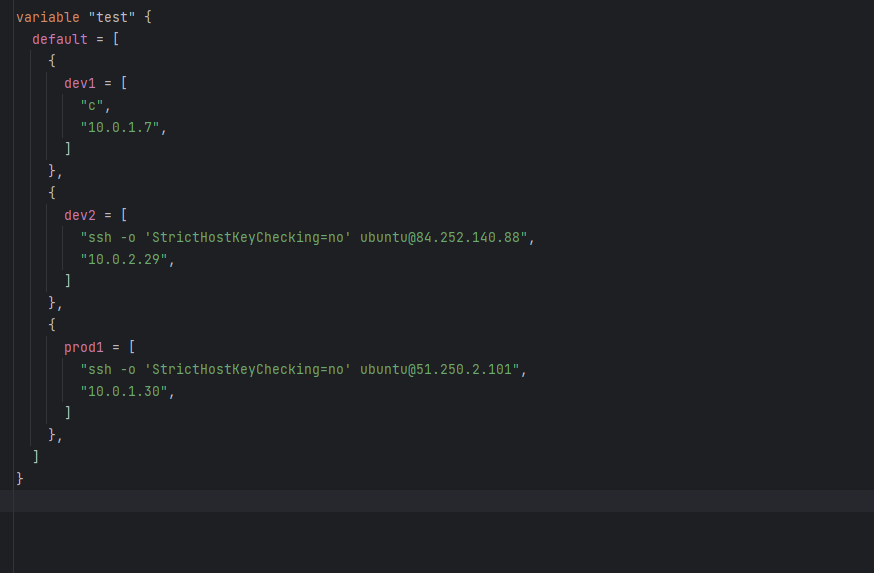 variable "test" {
  default = [
    {
      dev1 = [
        "c",
        "10.0.1.7",
      ]
    },
    {
      dev2 = [
        "ssh -o 'StrictHostKeyChecking=no' ubuntu@84.252.140.88",
        "10.0.2.29",
      ]
    },
    {
      prod1 = [
        "ssh -o 'StrictHostKeyChecking=no' ubuntu@51.250.2.101",
        "10.0.1.30",
      ]
    },
  ]
}